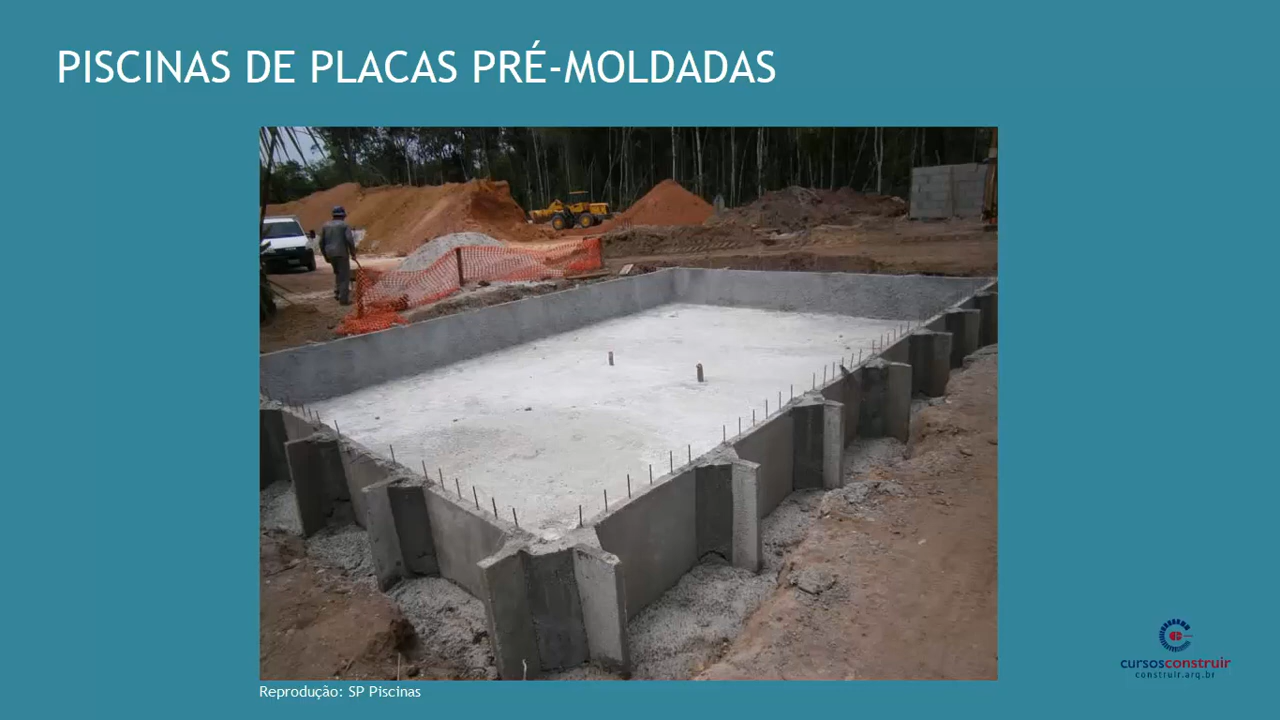 PISCINAS DE PLACAS PRÉ-MOLDADAS
Reprodução: SP Piscinas
cursosconstruir
construir.arq.br